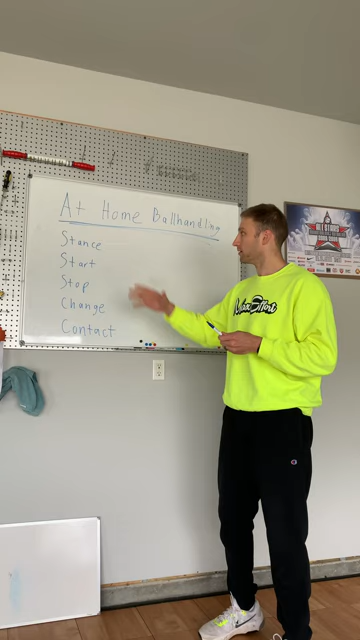 At Home Ballhandling
Stance
Start
Stop
Change
Contact